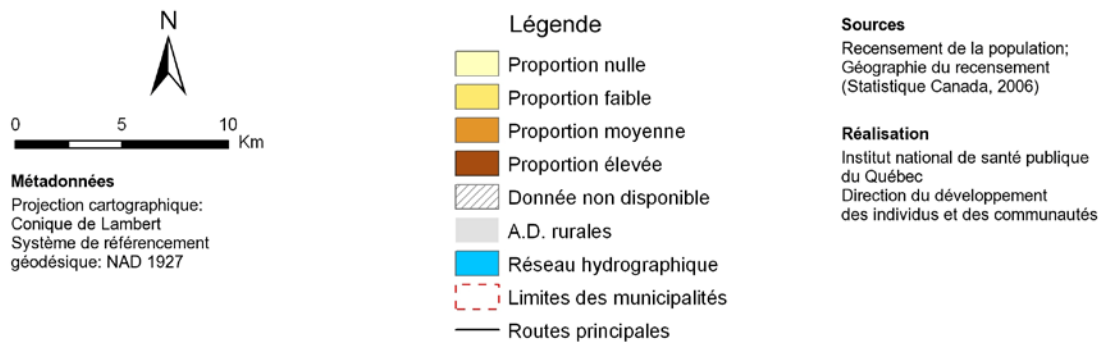 N
0 5 10
Km
Métadonnées
Projection cartographique:
Conique de Lambert
Système de référencement
géodésique: NAD 1927
Légende
Proportion nulle
Proportion faible
Proportion moyenne
Proportion élevée
Donnée non disponible
A.D. rurales
Réseau hydrographique
Limites des municipalités
Routes principales
Sources
Recensement de la population;
Géographie du recensement
(Statistique Canada, 2006)
Réalisation
Institut national de santé publique
du Québec
Direction du développement
des individus et des communautés